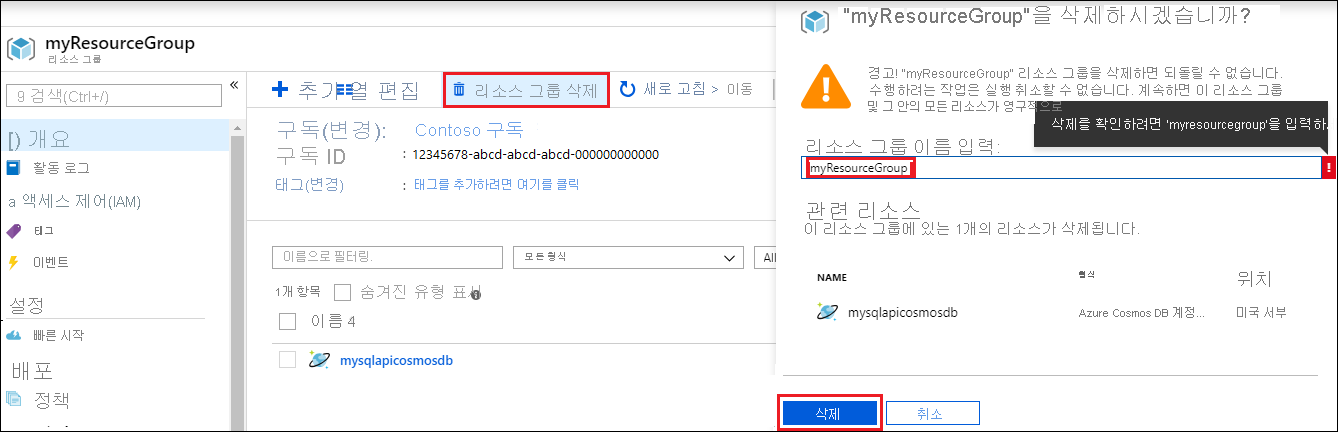 myResourceGroup
리소스 그룹
9 검색(Ctrl+/)
«
[) 개요
활동 로그
a 액세스 제어(IAM)
태그
이벤트
설정
빠른 시작
배포
정책
추가 열 편집
리소스 그룹 삭제
새로 고침 > 이동
구독(변경): Contoso 구독
구독 ID : 12345678-abcd-abcd-abcd-000000000000
태그(변경) : 태그를 추가하려면 여기를 클릭
이름으로 필터링.
모든 형식
All
1개 항목
숨겨진 유형 표시
이름 4
mysqlapicosmosdb
"myResourceGroup"을 삭제하시겠습니까?
경고! "myResourceGroup" 리소스 그룹을 삭제하면 되돌릴 수 없습니다.
수행하려는 작업은 실행 취소할 수 없습니다. 계속하면 이 리소스 그룹
및 그 안의 모든 리소스가 영구적으로
삭제를 확인하려면 'myresourcegroup'을 입력하.
리소스 그룹 이름 입력:
myResourceGroup
!
관련 리소스
이 리소스 그룹에 있는 1개의 리소스가 삭제됩니다.
NAME 형식 위치
mysqlapicosmosdb Azure Cosmos DB 계정... 미국 서부
삭제
취소